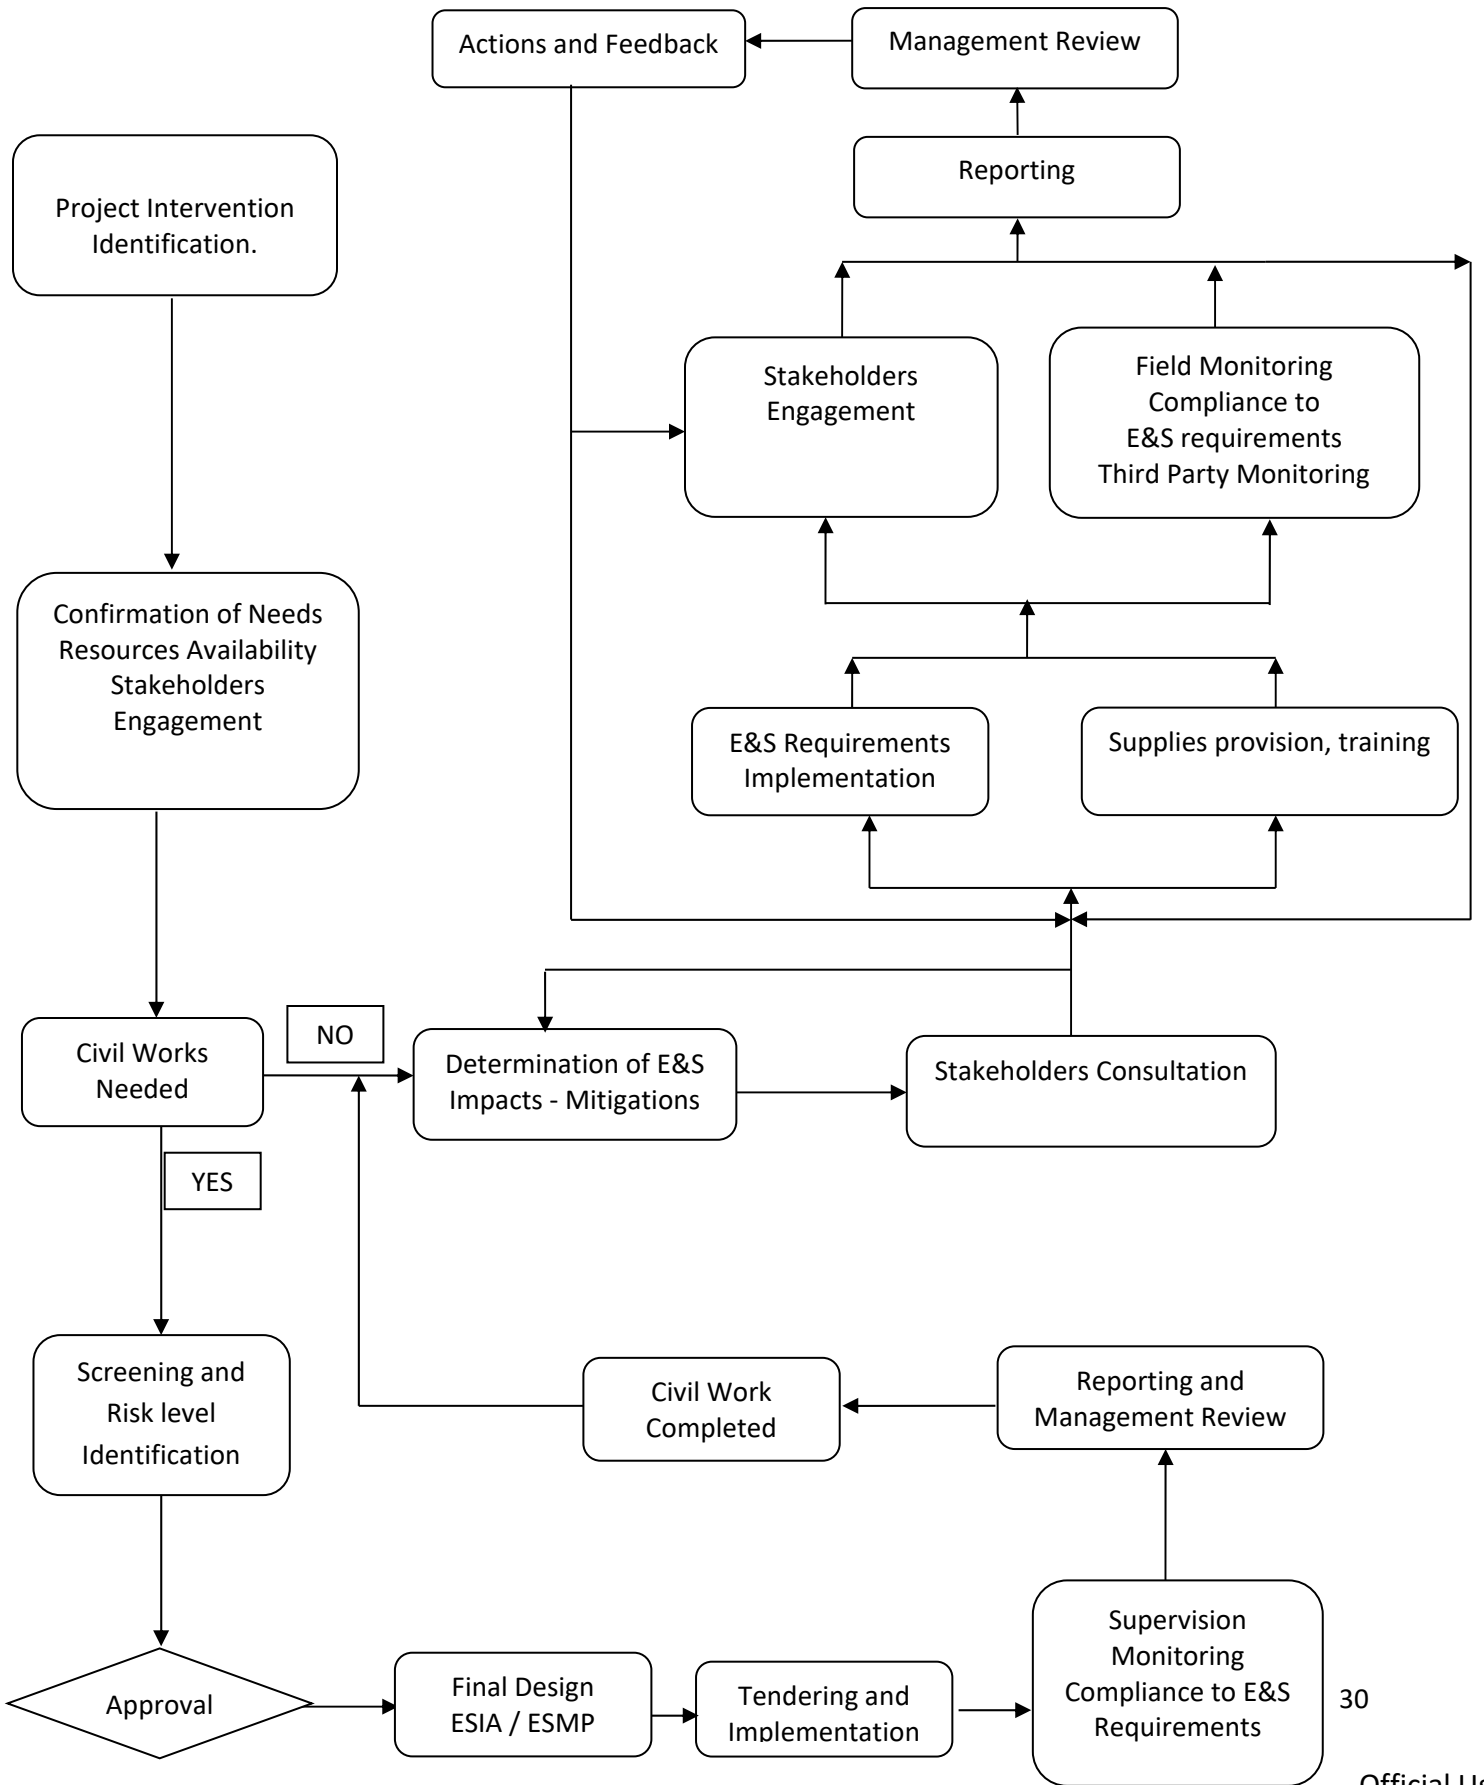 Actions and Feedback
Management Review
Reporting
Project Intervention
Identification.
Stakeholders
Engagement
Field Monitoring
Compliance to
E&S requirements
Third Party Monitoring
Confirmation of Needs
Resources Availability
Stakeholders
Engagement
E&S Requirements
Implementation
Supplies provision, training
Civil Works
Needed
NO
Determination of E&S
Impacts - Mitigations
Stakeholders Consultation
YES
Screening and
Risk level
Identification
Civil Work
Completed
Reporting and
Management Review
Approval
Final Design
ESIA / ESMP
Tendering and
Implementation
Supervision
Monitoring
Compliance to E&S
Requirements
30
Official